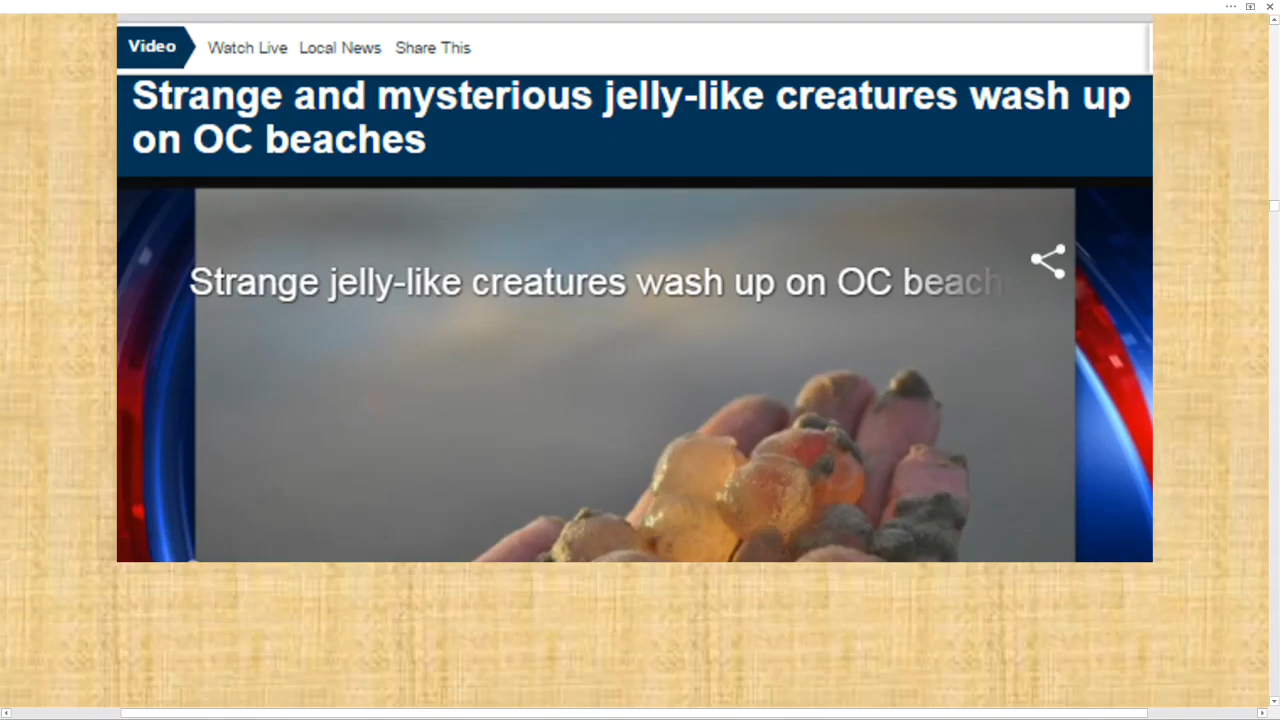 Video Watch Live Local News Share This
Strange and mysterious jelly-like creatures wash up
on OC beaches
Strange jelly-like creatures wash up on OC beach